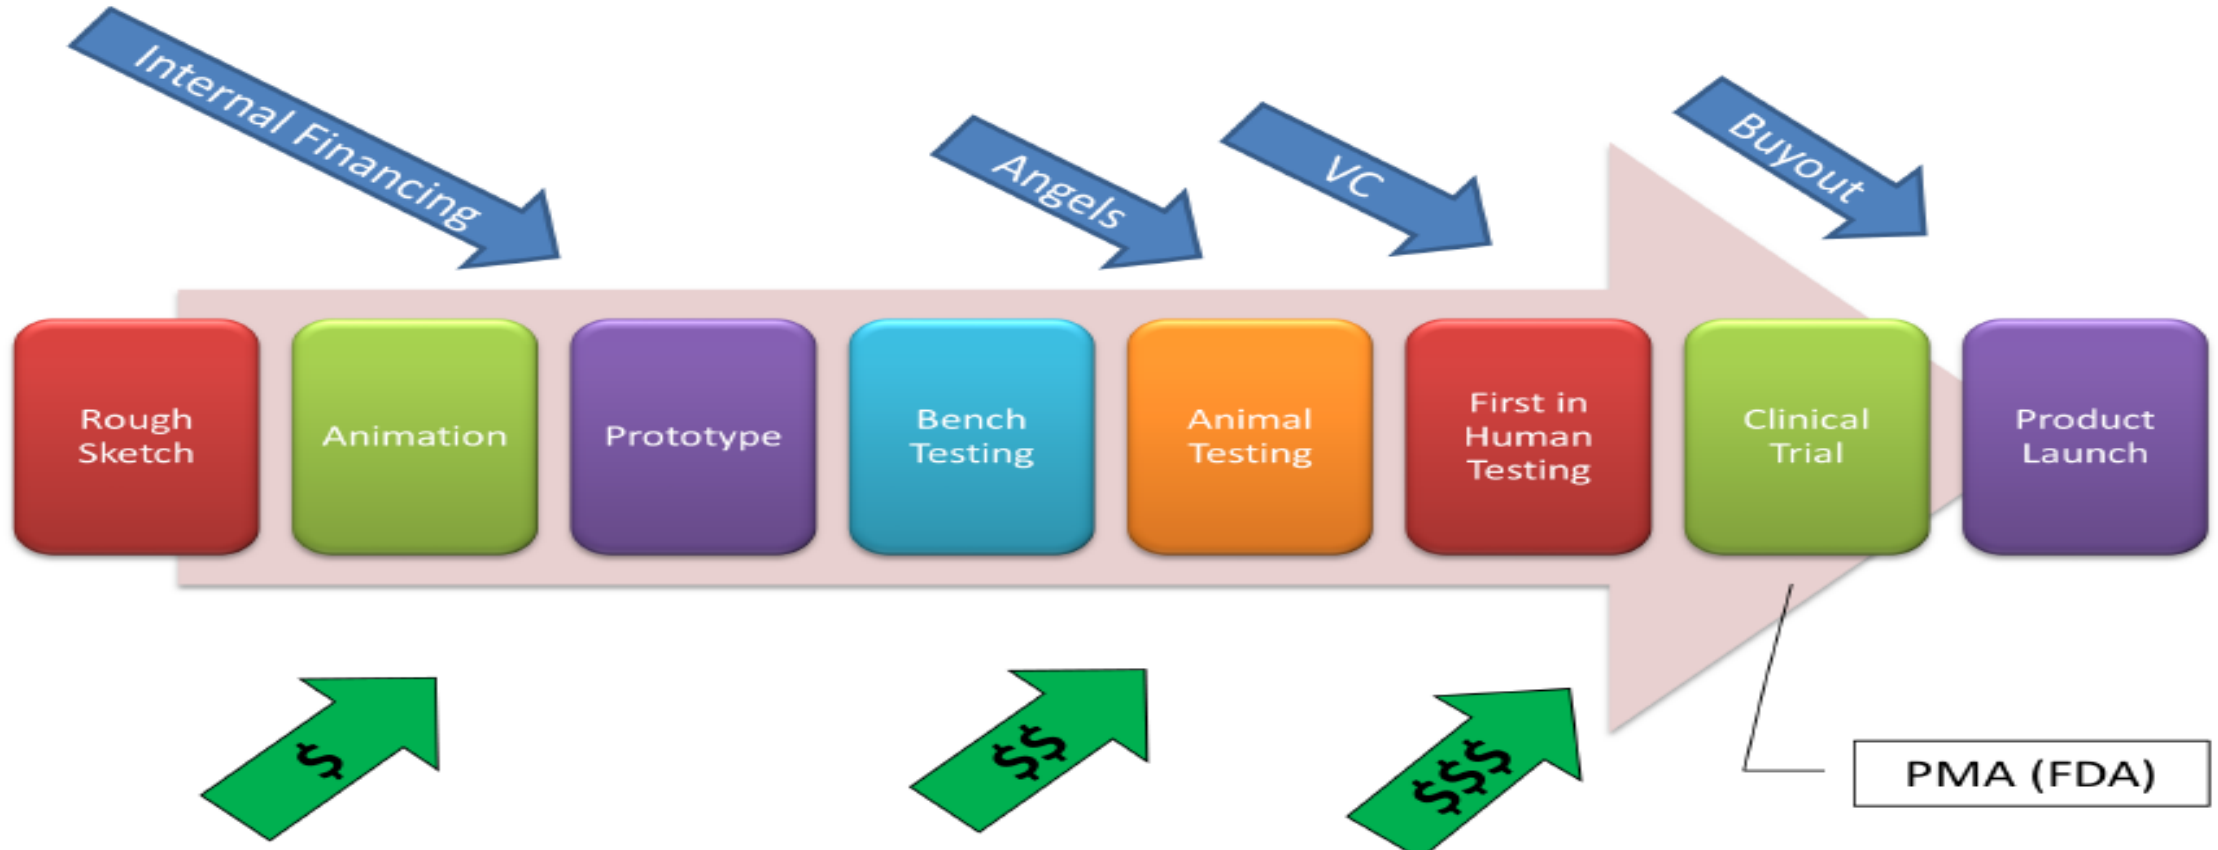 Internal Financing
Angels
VC
Buyout
Rough
Sketch
Animation
Prototype
Bench
Testing
Animal
Testing
First in
Human
Testing
Clinical
Trial
Product
Launch
$
$$
$$$
PMA (FDA)